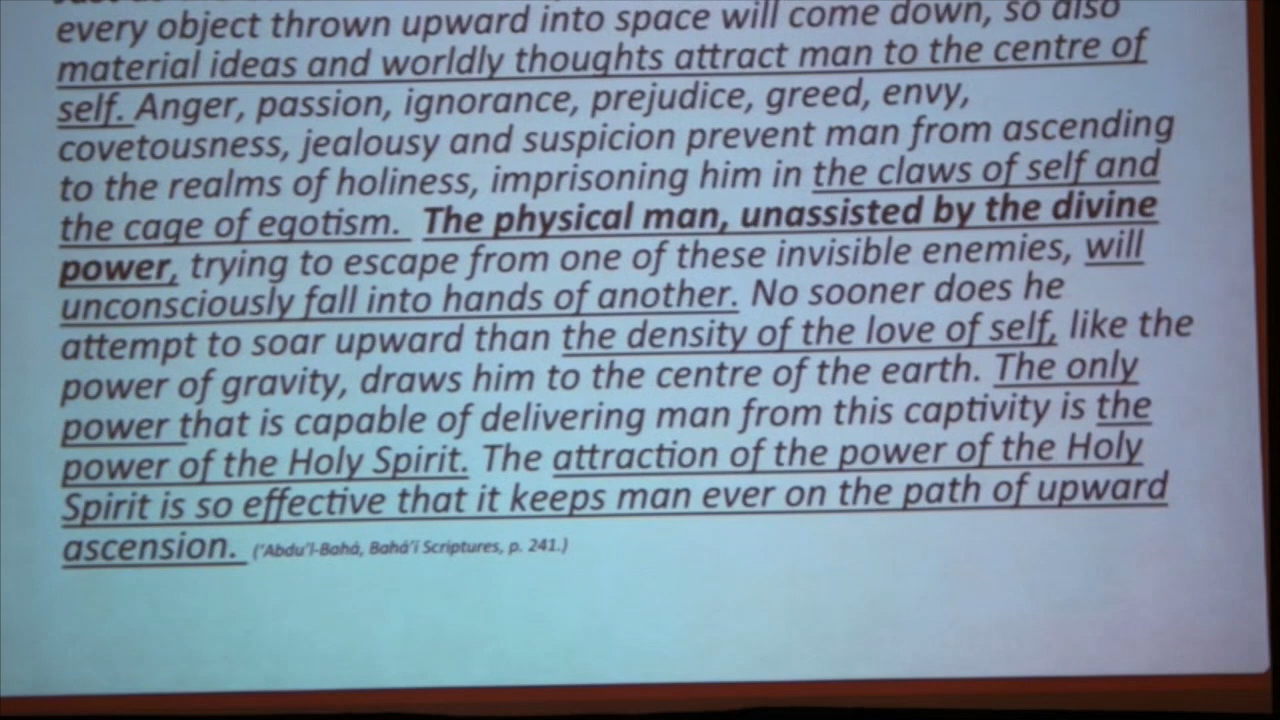 every object thrown upward into space will come down, so also
material ideas and worldly thoughts attract man to the centre of
self. Anger, passion, ignorance, prejudice, greed, envy,
covetousness, jealousy and suspicion prevent man from ascending
to the realms of holiness, imprisoning him in the claws of self and
the cage of egotism. The physical man, unassisted by the divine
power, trying to escape from one of these invisible enemies, will
unconsciously fall into hands of another. No sooner does he
attempt to soar upward than the density of the love of self, like the
power of gravity, draws him to the centre of the earth. The only
power that is capable of delivering man from this captivity is the
power of the Holy Spirit. The attraction of the power of the Holy
Spirit is so effective that it keeps man ever on the path of upward
ascension. (‘Abdu’l-Bahá, Bahá’í Scriptures, p. 241.)